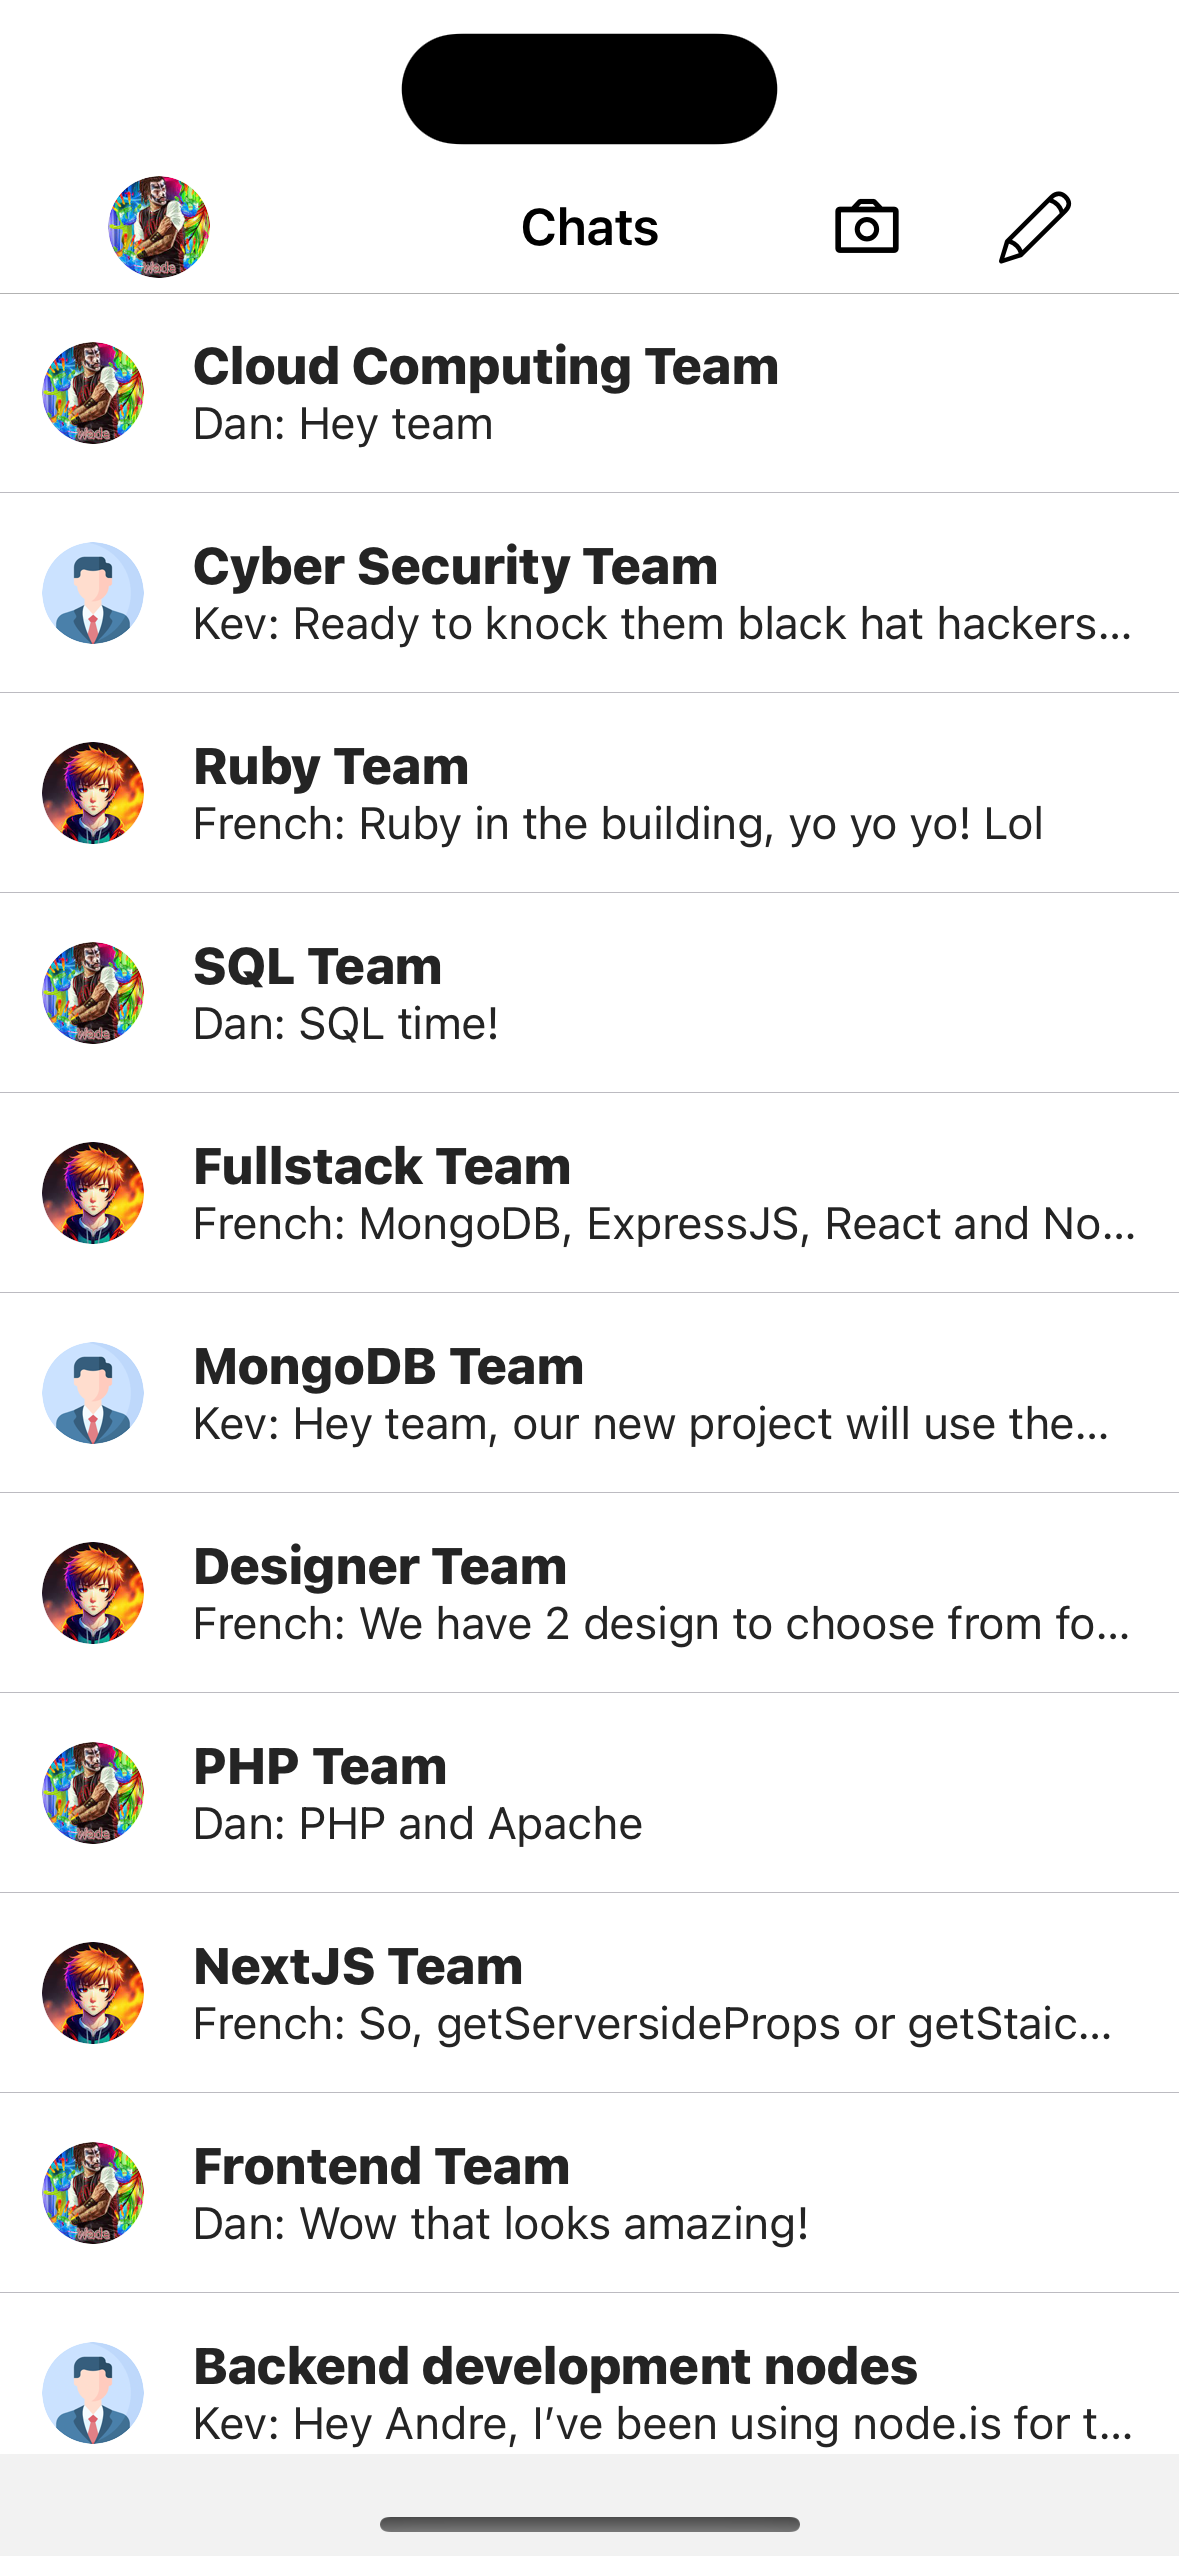 Chats
Cloud Computing Team
Dan: Hey team
Cyber Security Team
Kev: Ready to knock them black hat hackers...
Ruby Team
French: Ruby in the building, yo yo yo! Lol
SQL Team
Dan: SQL time!
Fullstack Team
French: MongoDB, ExpressJS, React and No...
MongoDB Team
Kev: Hey team, our new project will use the...
Designer Team
French: We have 2 design to choose from fo...
PHP Team
Dan: PHP and Apache
NextJS Team
French: So, getServersideProps or getStaic...
Frontend Team
Dan: Wow that looks amazing!
Backend development nodes
Kev: Hey Andre, I’ve been using node.is for t...